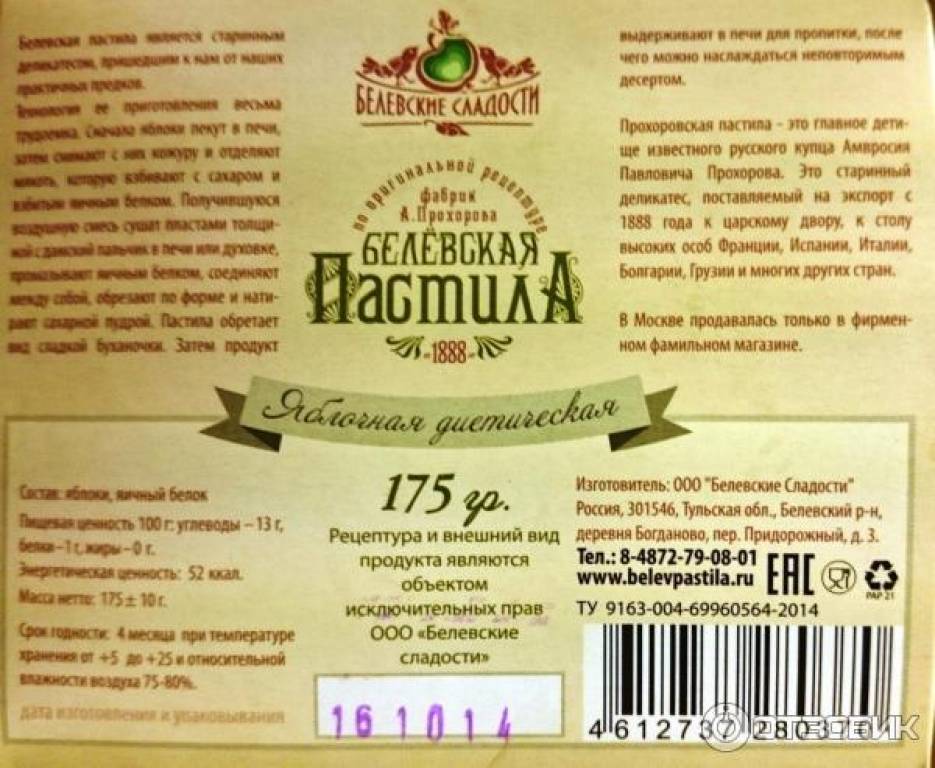 Белевская пастила является старинным
деликатесом, пришедшим к нам от наших
практичных предков.
Технология ее приготовления весьма
трудоемка. Сначала яблоки пекут в печи,
затем снимают с них кожуру и отделяют
мякоть, которую взбивают с сахаром и
взбитым яичным белком. Получившуюся
воздушную смесь сушат пластами толщи-
ной с дамский пальчик в печи или духовке,
промазывают яичным белком, соединяют
между собой, обрезают по форме и нати-
рают сахарной пудрой. Пастила обретает
вид сладкой буханочки. Затем продукт
БЕЛЕВСКИЕ СЛАДОСТИ
по оригинальной рецептуре
фабрик
А.Прохорова
БЕЛЁВСКАЯ
ПАСТИЛА
1888
выдерживают в печи для пропитки, после
чего можно наслаждаться неповторимым
десертом.
Прохоровская пастила - это главное дети-
ще известного русского купца Амвросия
Павловича Прохорова. Это старинный
деликатес, поставляемый на экспорт с
1888 года к царскому двору, к столу
высоких особ Франции, Испании, Италии,
Болгарии, Грузии и многих других стран.
В Москве продавалась только в фирмен-
ном фамильном магазине.
Яблочная диетическая
Состав: яблоки, яичный белок
Пищевая ценность 100 г: углеводы – 13 г,
белки – 1 г, жиры – 0 г.
Энергетическая ценность: 52 ккал.
Масса нетто: 175 ± 10 г.
Срок годности: 4 месяца при температуре
хранения от +5 до +25 и относительной
влажности воздуха 75-80%.
дата изготовления и упаковывания
175 гр.
Рецептура и внешний вид
продукта являются
объектом
исключительных прав
ООО «Белевские
сладости»
161014
Изготовитель: ООО "Белевские Сладости"
Россия, 301546, Тульская обл., Белевский р-н,
деревня Богданово, пер. Придорожный, д. 3.
Тел.: 8-4872-79-08-01
www.belevpastila.ru
EAC
PAP 21
ТУ 9163-004-69960564-2014
4 612737 28037
ОТЗОВИК